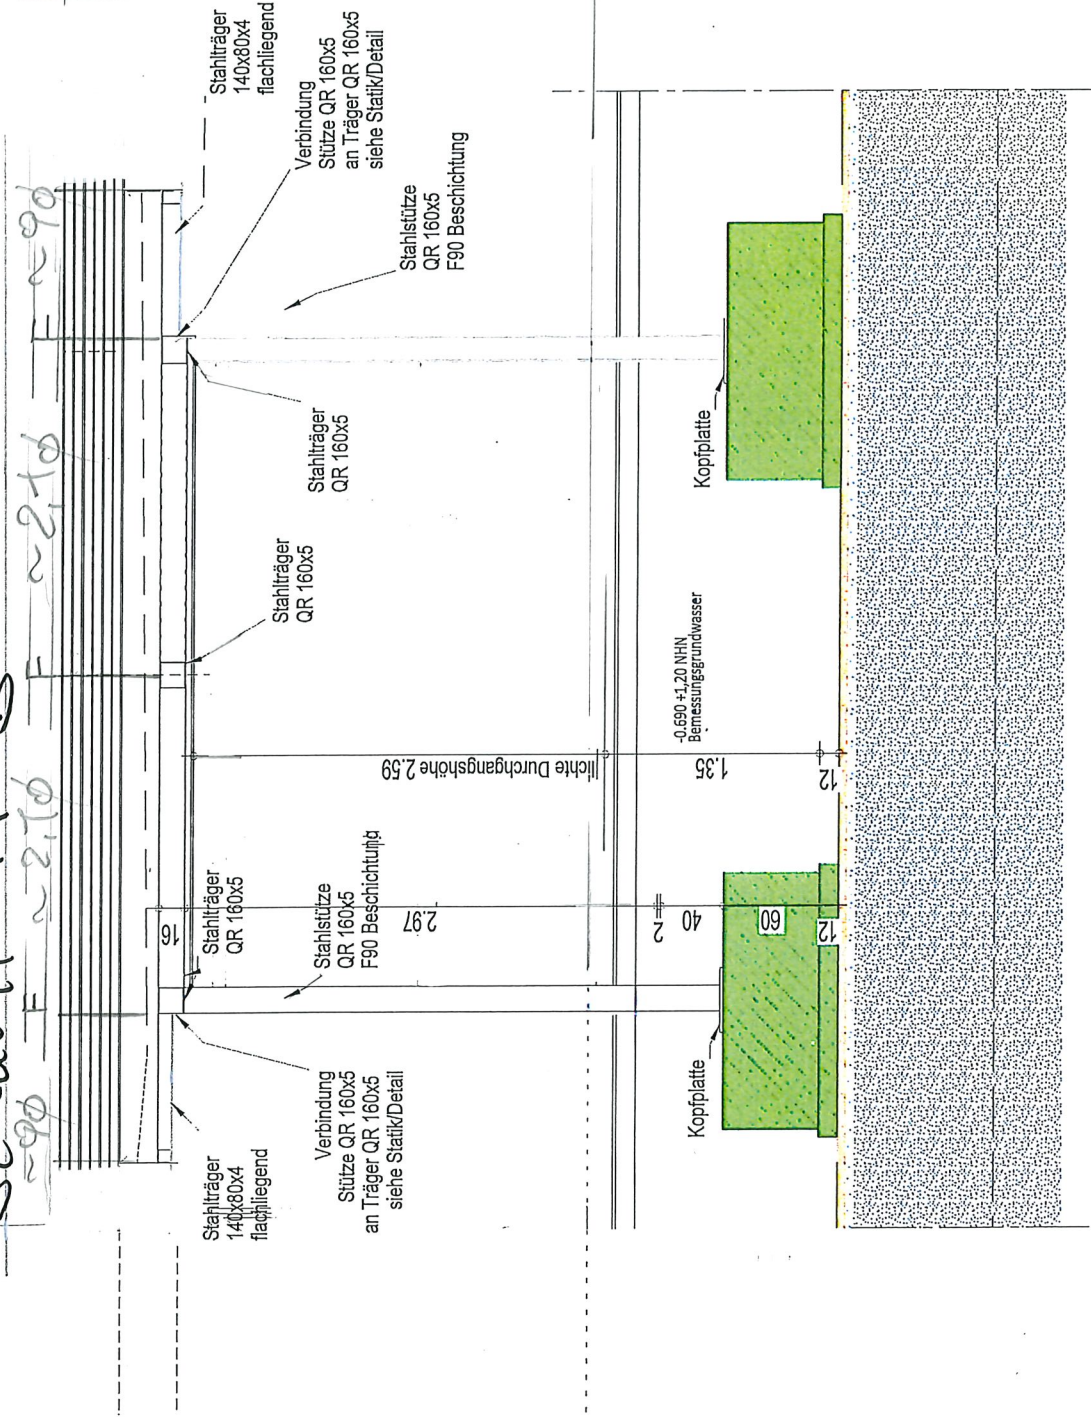 ~90
~2,10
~2,10
~90
Stahlträger
140x80x4
flachliegend
Verbindung
Stütze QR 160x5
an Träger QR 160x5
siehe Statik/Detail
Stahlträger
QR 160x5
Stahlstütze
QR 160x5
F90 Beschichtung
Stahlträger
QR 160x5
Stahlträger
QR 160x5
Stahlstütze
QR 160x5
F90 Beschichtung
Verbindung
Stütze QR 160x5
an Träger QR 160x5
siehe Statik/Detail
Stahlträger
140x80x4
flachliegend
16
2.97
2
40
60
12
lichte Durchgangshöhe 2.59
1.35
12
-0.690 +1,20 NHN
Bemessungsgrundwasser
Kopfplatte
Kopfplatte